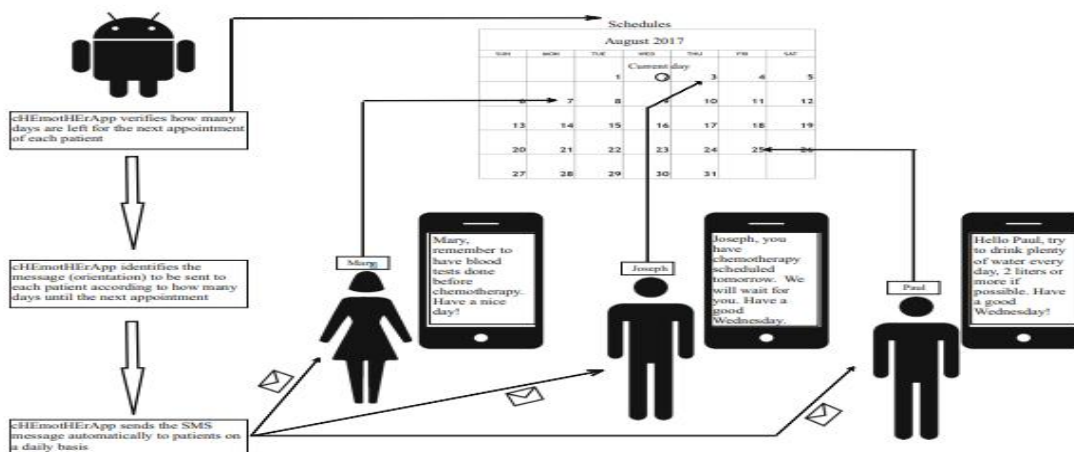 Schedules
August 2017
SUN MON TUE WED THU FRI SAT
Current day
1 2 3 4 5
6 7 8 9 10 11 12
13 14 15 16 17 18 19
20 21 22 23 24 25 26
27 28 29 30 31
cHEmotHErApp verifies how many
days are left for the next appointment
of each patient
cHEmotHErApp identifies the
message (orientation) to be sent to
each patient according to how many
days until the next appointment
cHEmotHErApp sends the SMS
message automatically to patients on
a daily basis
Mary
Mary,
remember to
have blood
tests done
before
chemotherapy.
Have a nice
day!
Joseph
Joseph, you
have
chemotherapy
scheduled
tomorrow. We
will wait for
you. Have a
good
Wednesday.
Paul
Hello Paul, try
to drink plenty
of water every
day, 2 liters or
more if
possible. Have
a good
Wednesday!